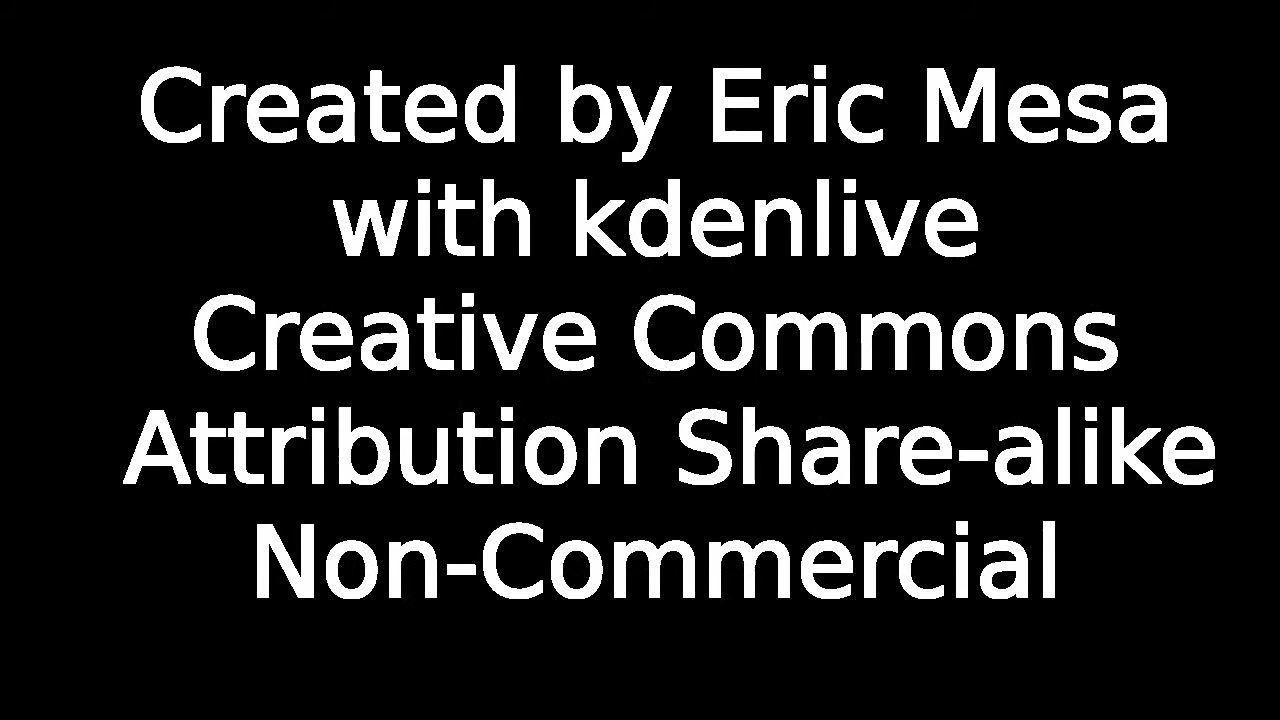 Created by Eric Mesa
with kdenlive
Creative Commons
Attribution Share-alike
Non-Commercial